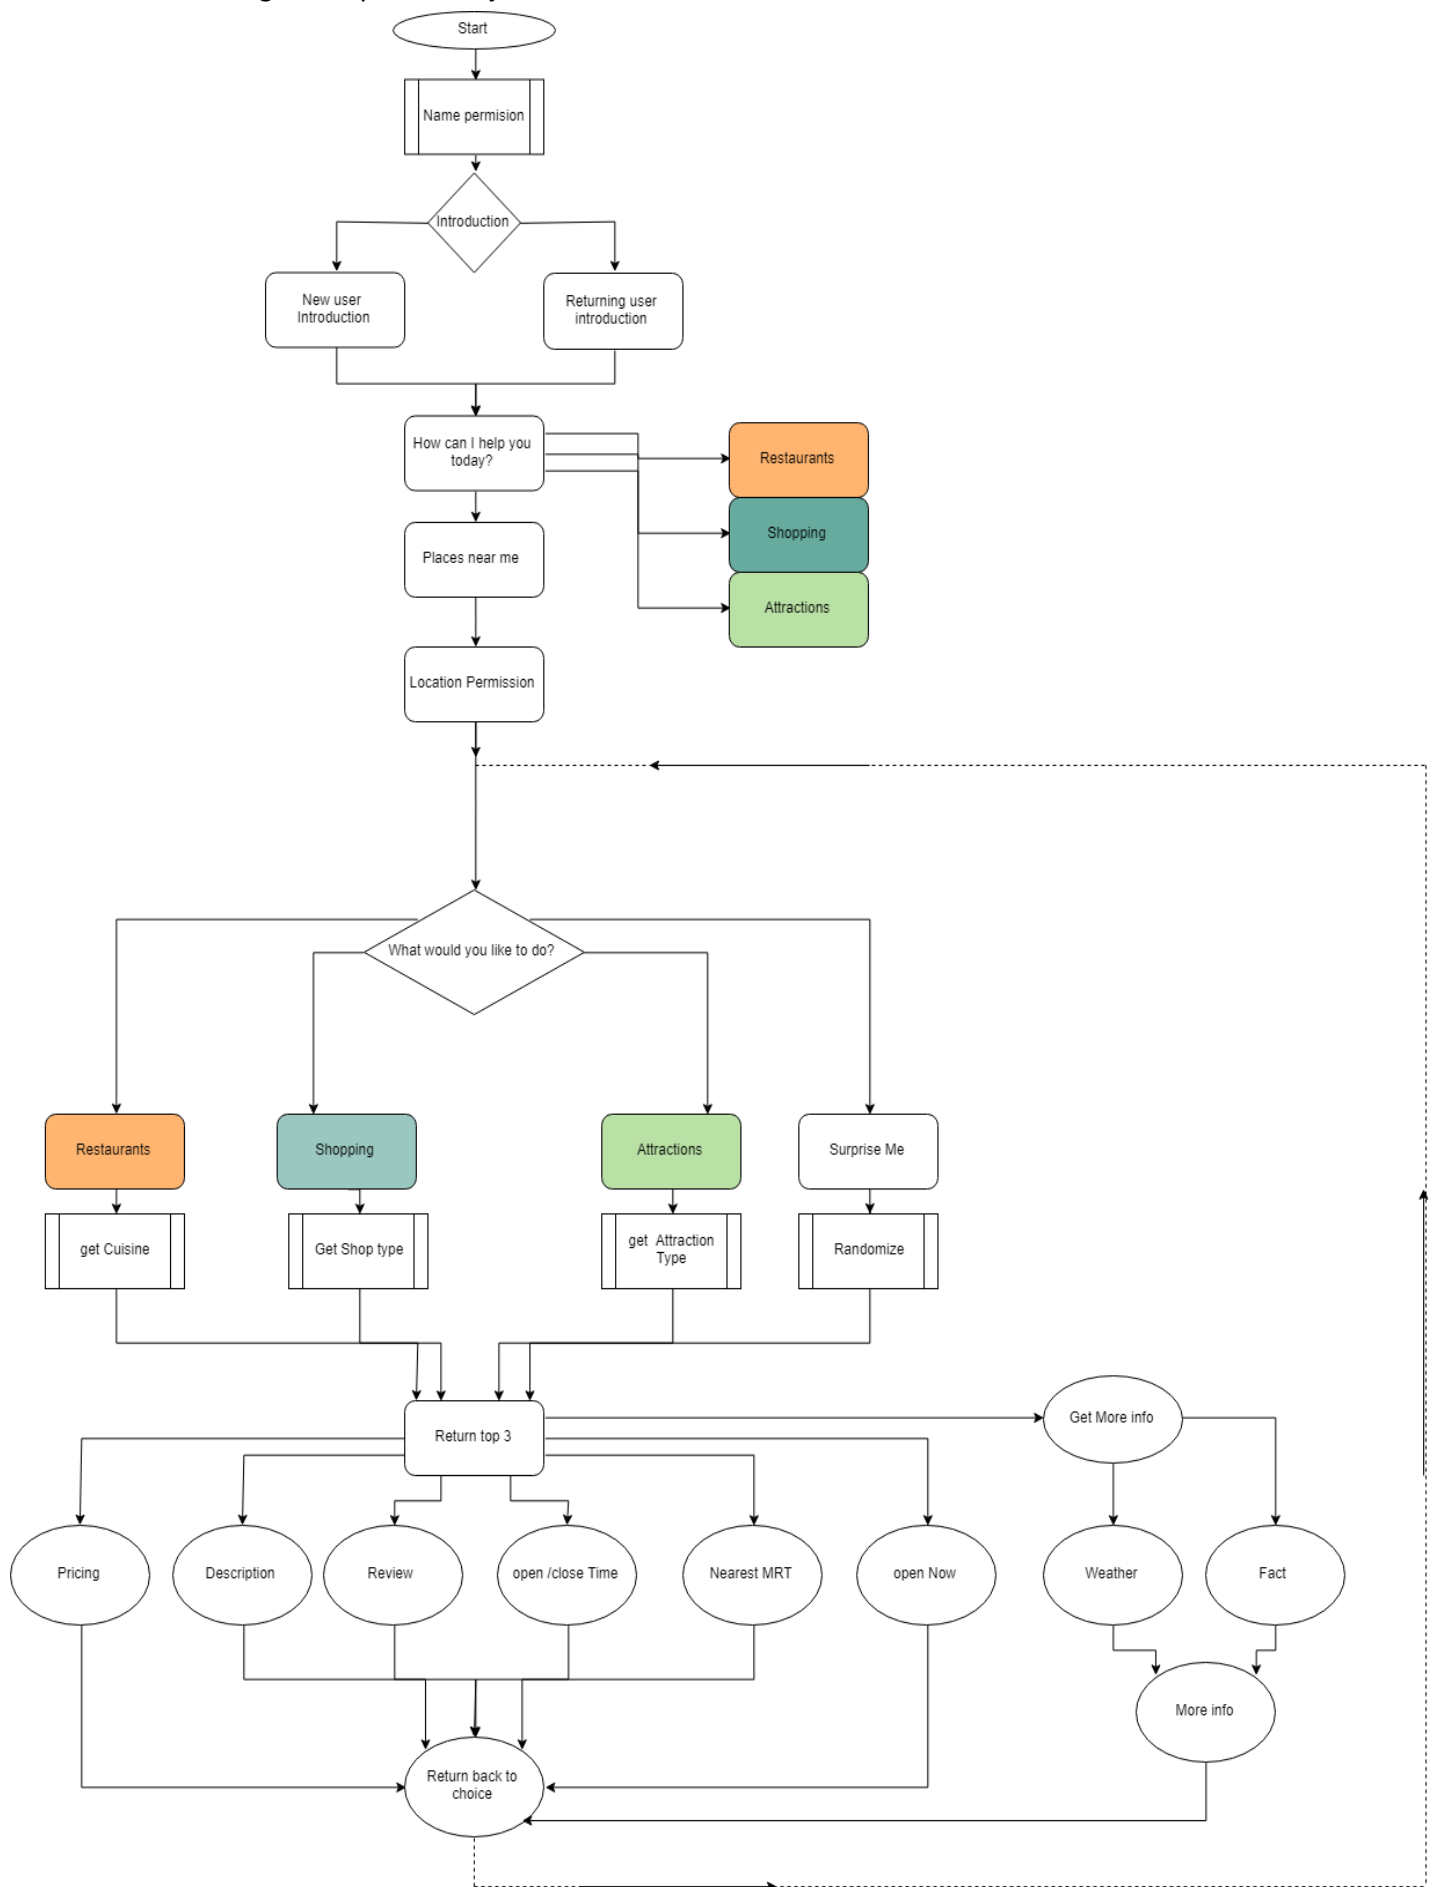 Start
Name permision
Introduction
New user
Introduction
Returning user
introduction
How can I help you
today?
Restaurants
Shopping
Places near me
Attractions
Location Permission
What would you like to do?
Restaurants
Shopping
Attractions
Surprise Me
get Cuisine
Get Shop type
get Attraction
Type
Randomize
Return top 3
Get More info
Pricing
Description
Review
open /close Time
Nearest MRT
open Now
Weather
Fact
More info
Return back to
choice